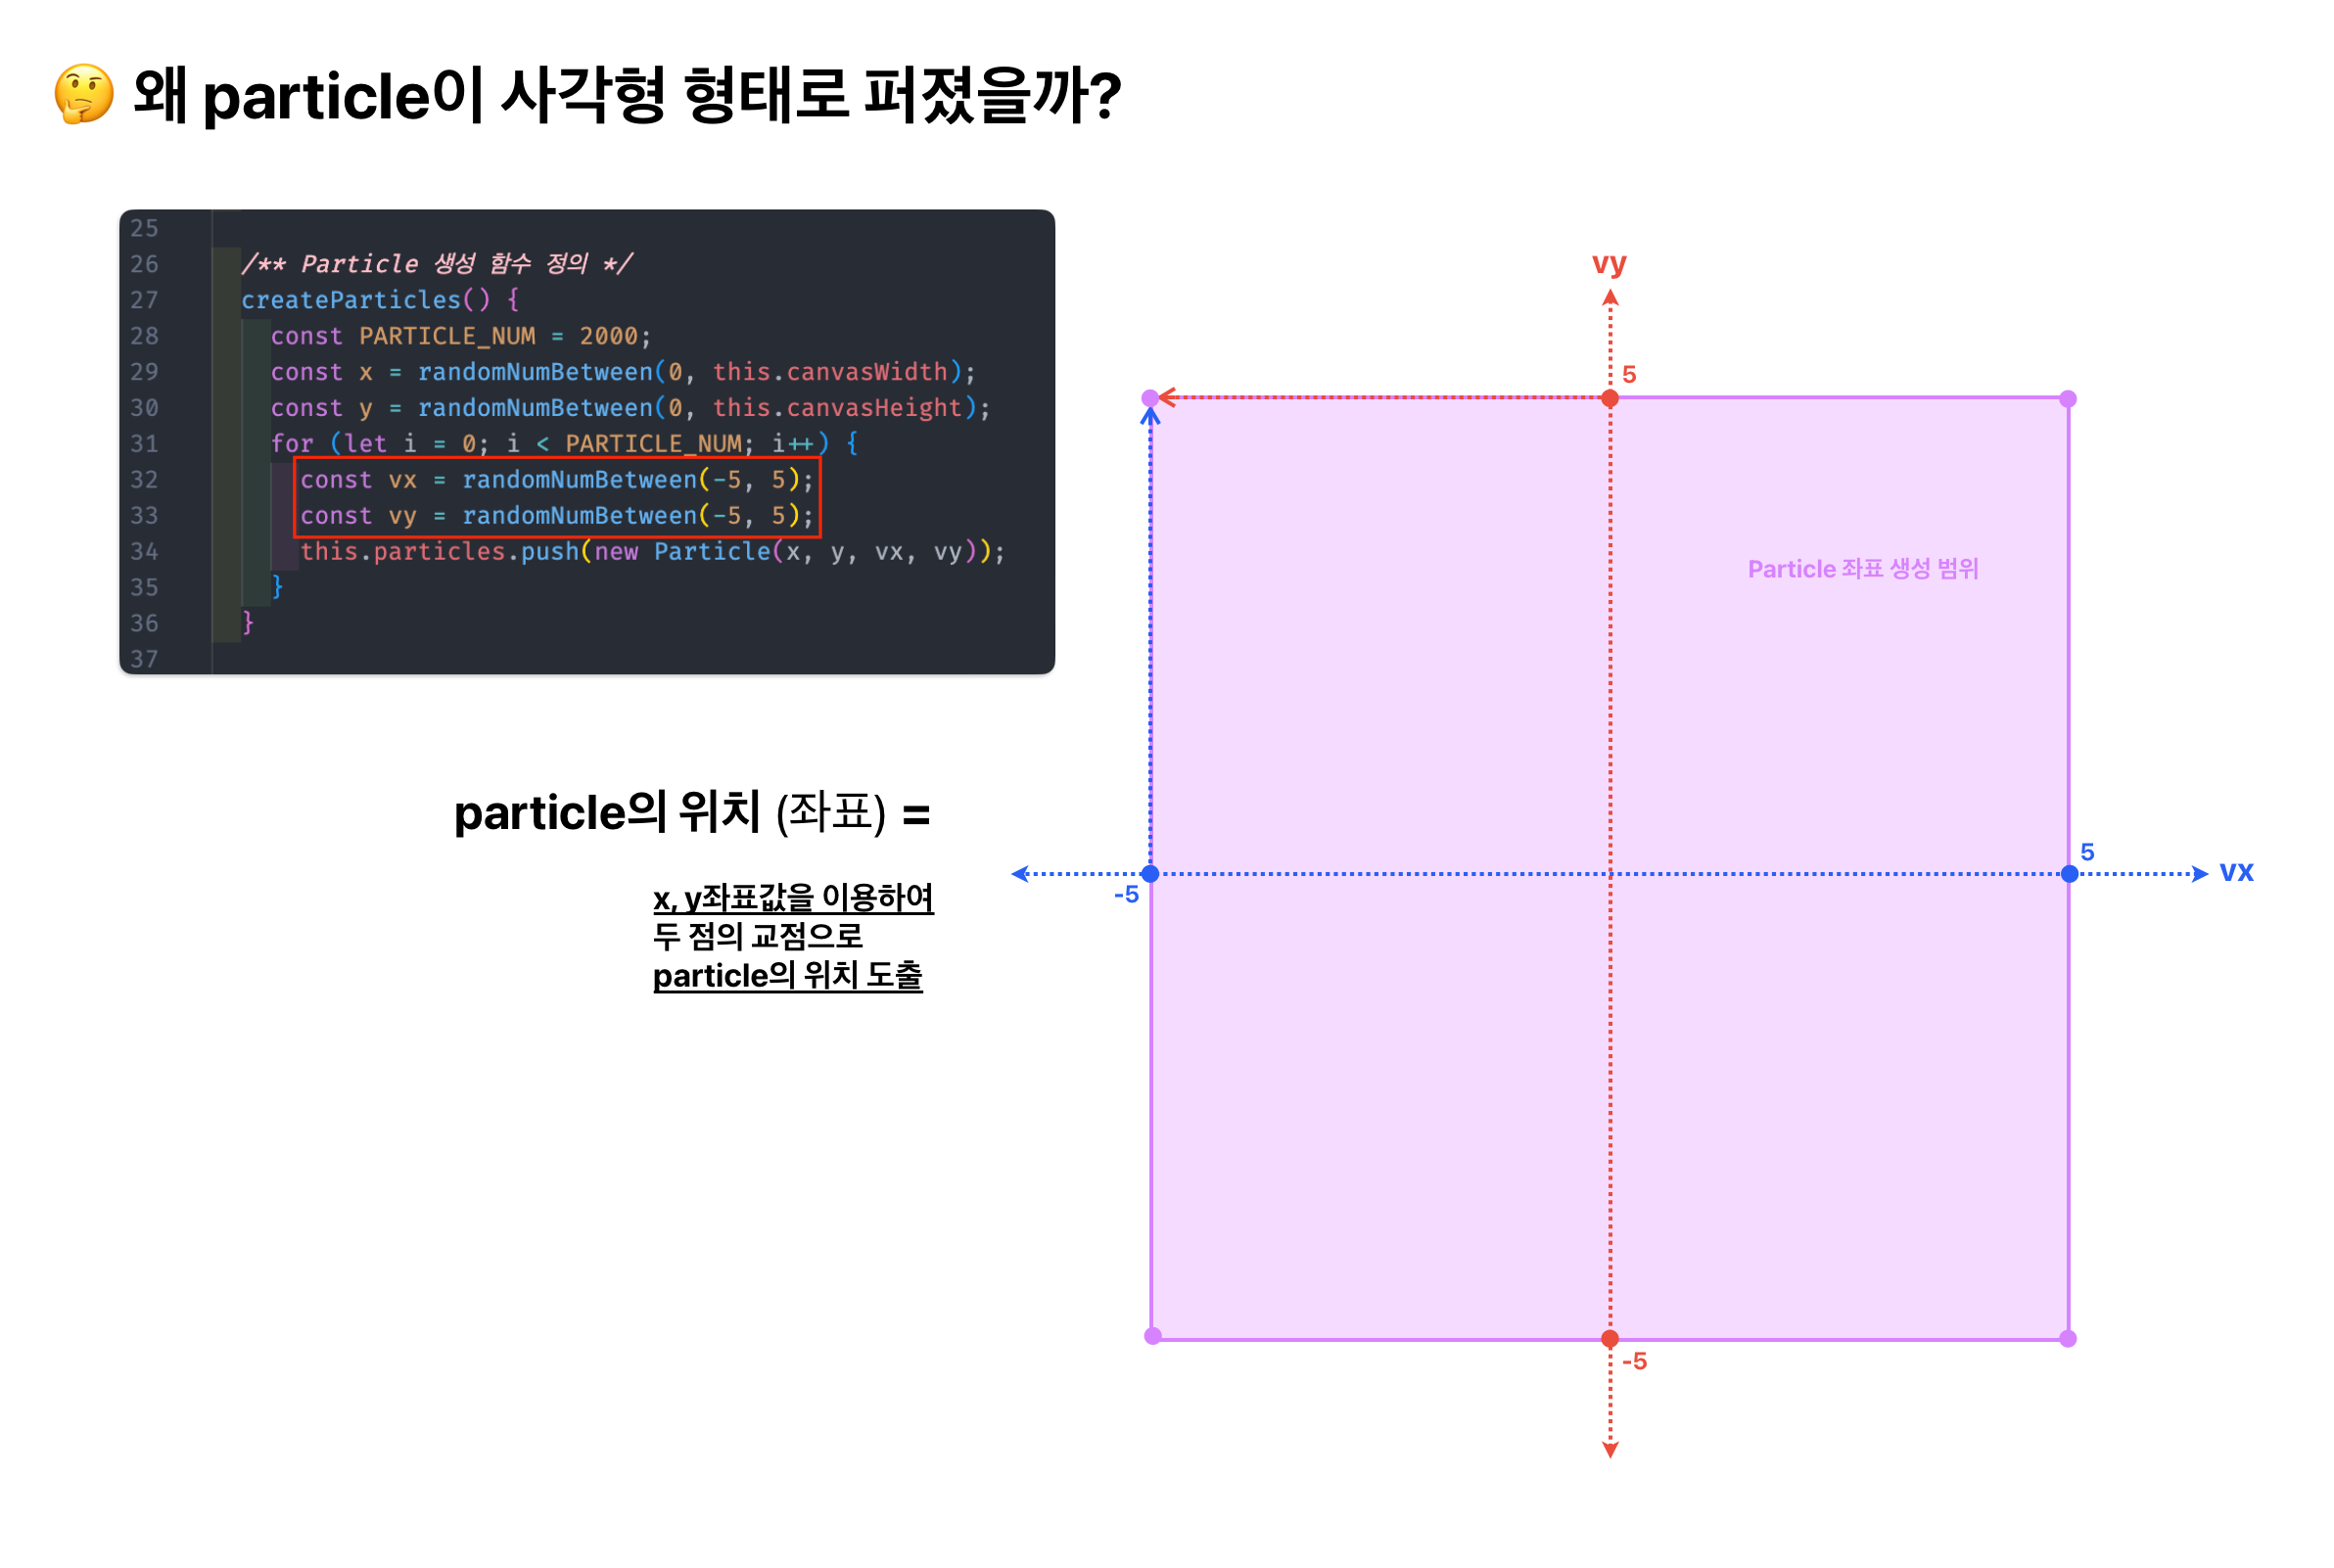 🤔 왜 particle이 사각형 형태로 퍼졌을까?
25
26 /** Particle 생성 함수 정의 */
27 createParticles() {
28 const PARTICLE_NUM = 2000;
29 const x = randomNumBetween(0, this.canvasWidth);
30 const y = randomNumBetween(0, this.canvasHeight);
31 for (let i = 0; i < PARTICLE_NUM; i++) {
32 const vx = randomNumBetween(-5, 5);
33 const vy = randomNumBetween(-5, 5);
34 this.particles.push(new Particle(x, y, vx, vy));
35 }
36 }
37
particle의 위치 (좌표) =
x, y좌표값을 이용하여
두 점의 교점으로
particle의 위치 도출
vy
5
Particle 좌표 생성 범위
5
vx
-5
-5